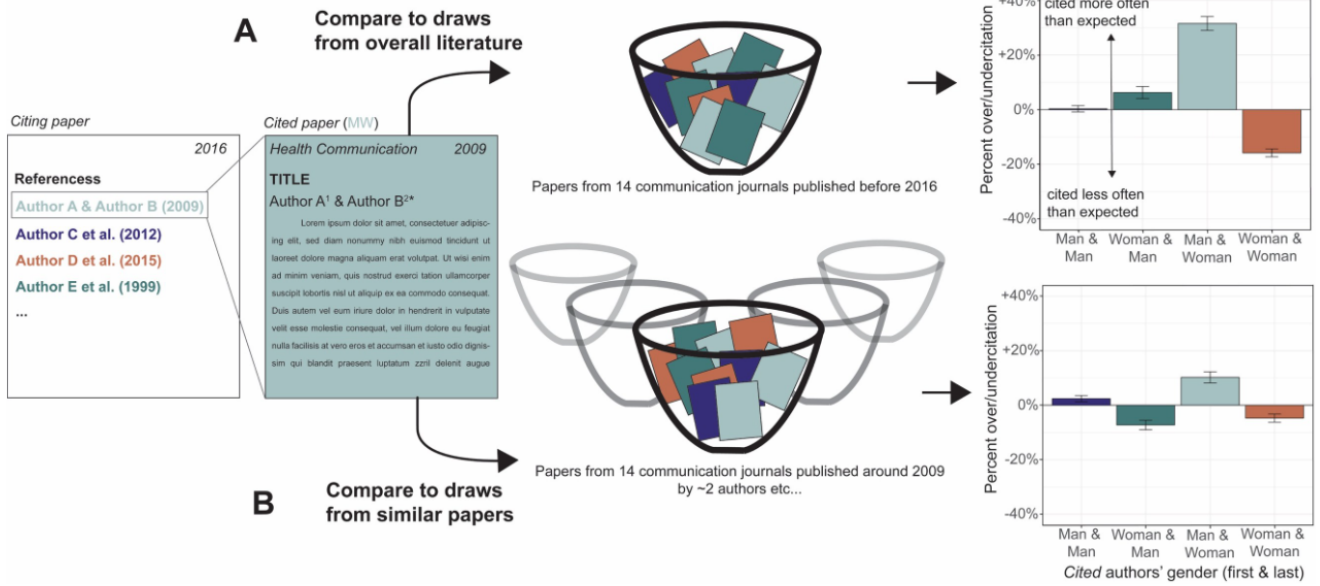 A
Compare to draws
from overall literature
Citing paper
2016
Referencess
Author A & Author B (2009)
Author C et al. (2012)
Author D et al. (2015)
Author E et al. (1999)
...
Cited paper (MW)
Health Communication 2009
TITLE
Author A¹ & Author B²*
Lorem ipsum dolor sit amet, consectetuer adipisc-
ing elit, sed diam nonummy nibh euismod tincidunt ut
laoreet dolore magna aliquam erat volutpat. Ut wisi enim
ad minim veniam, quis nostrud exerci tation ullamcorper
suscipit lobortis nisl ut aliquip ex ea commodo consequat.
Duis autem vel eum iriure dolor in hendrerit in vulputate
velit esse molestie consequat, vel illum dolore eu feugiat
nulla facilisis at vero eros et accumsan et iusto odio dignis-
sim qui blandit praesent luptatum zzril delenit augue
Papers from 14 communication journals published before 2016
Percent over/undercitation
+40%
+20%
0%
-20%
-40%
cited more often
than expected
cited less often
than expected
Man & Woman & Man & Woman &
Man Man Woman Woman
B
Compare to draws
from similar papers
Papers from 14 communication journals published around 2009
by ~2 authors etc...
Percent over/undercitation
+40%
+20%
0%
-20%
-40%
Man & Woman & Man & Woman &
Man Man Woman Woman
Cited authors' gender (first & last)